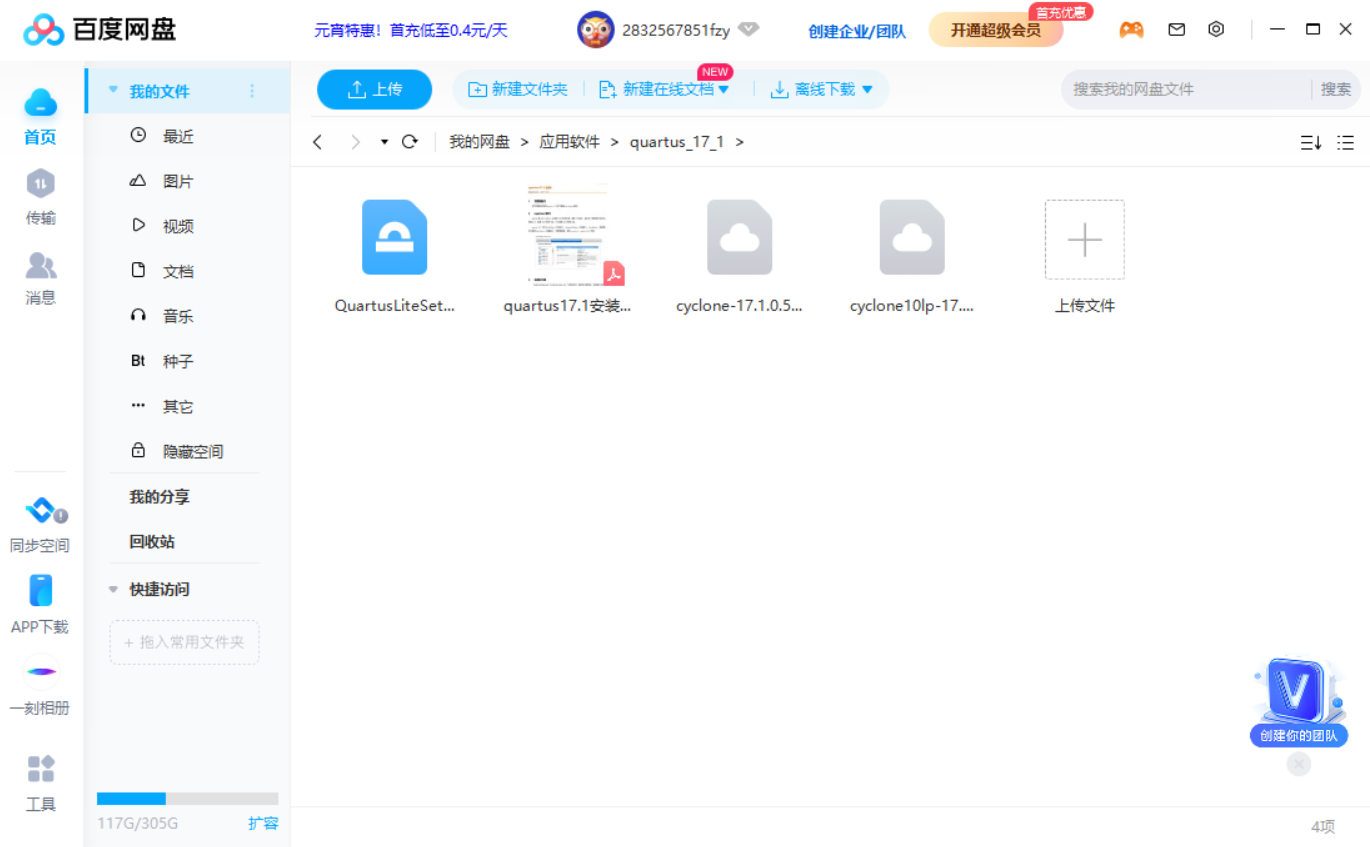 百度网盘
元宵特惠！首充低至0.4元/天
2832567851fzy
创建企业/团队
开通超级会员
首充优惠
首页
传输
消息
同步空间
APP下载
一刻相册
工具
我的文件
最近
图片
视频
文档
音乐
Bt 种子
其它
隐藏空间
我的分享
回收站
快捷访问
+ 拖入常用文件夹
117G/305G
扩容
上传
新建文件夹
新建在线文档
NEW
离线下载
搜索我的网盘文件
搜索
我的网盘 > 应用软件 > quartus_17_1 >
QuartusLiteSet...
quartus17.1安装...
cyclone-17.1.0.5...
cyclone10lp-17....
上传文件
创建你的团队
4项